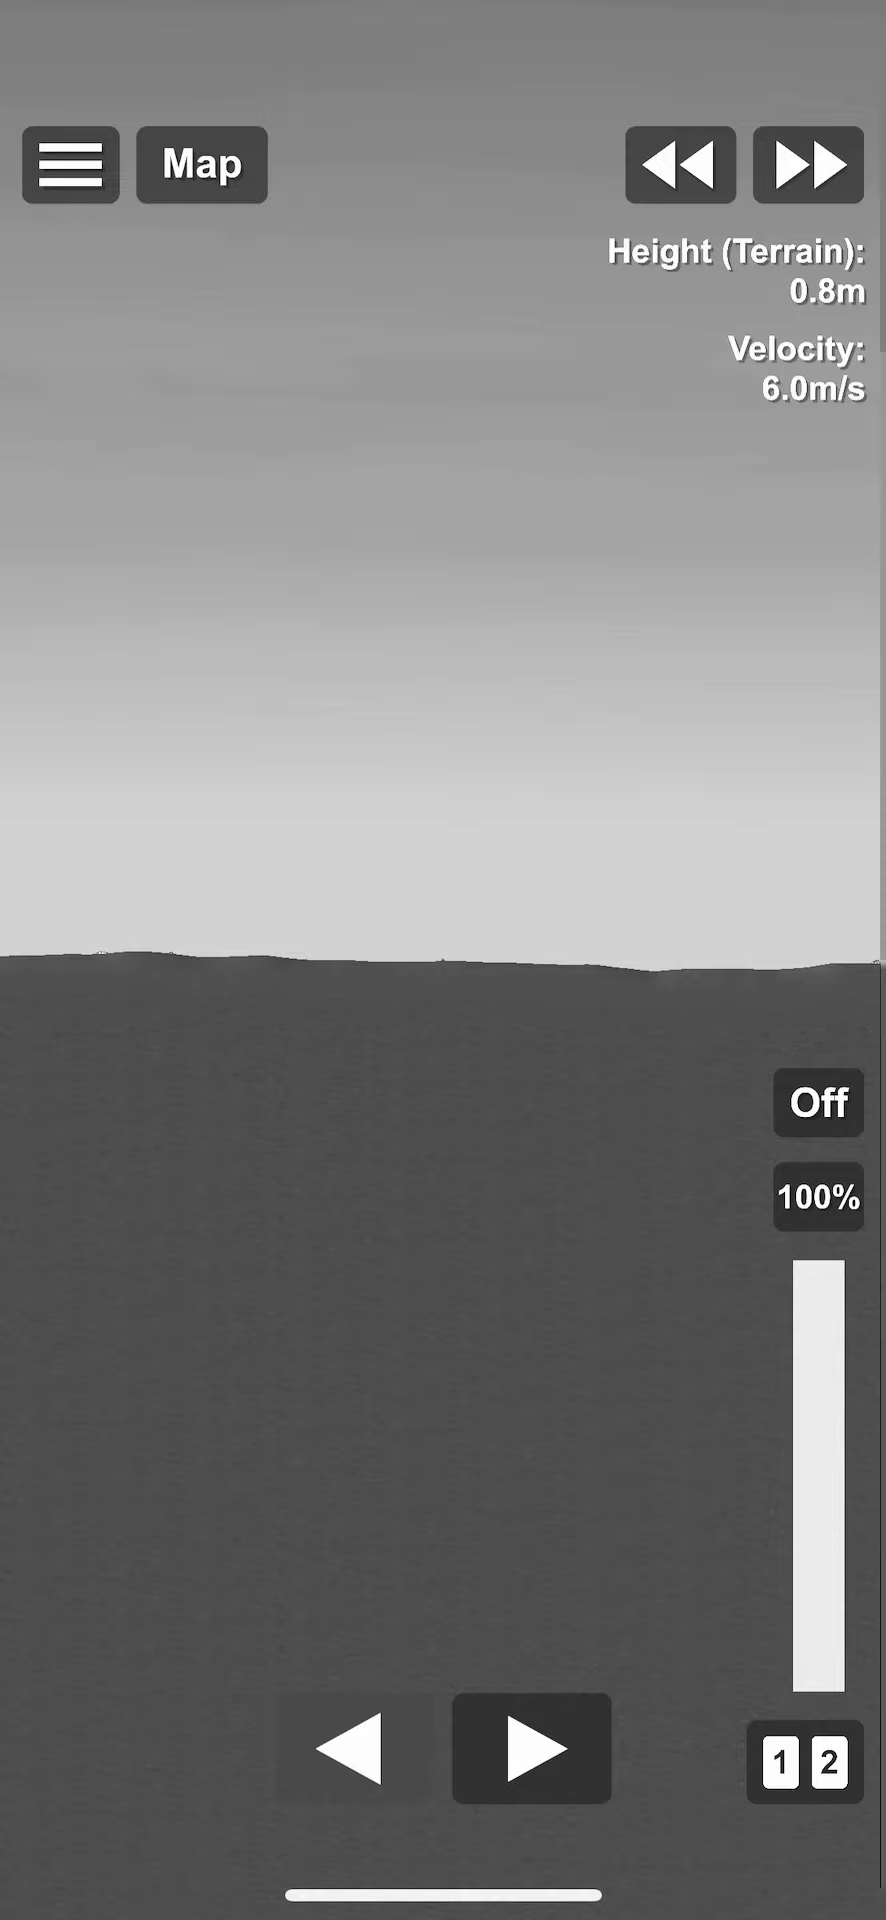 Map
Height (Terrain):
0.8m
Velocity:
6.0m/s
Off
100%
1 2